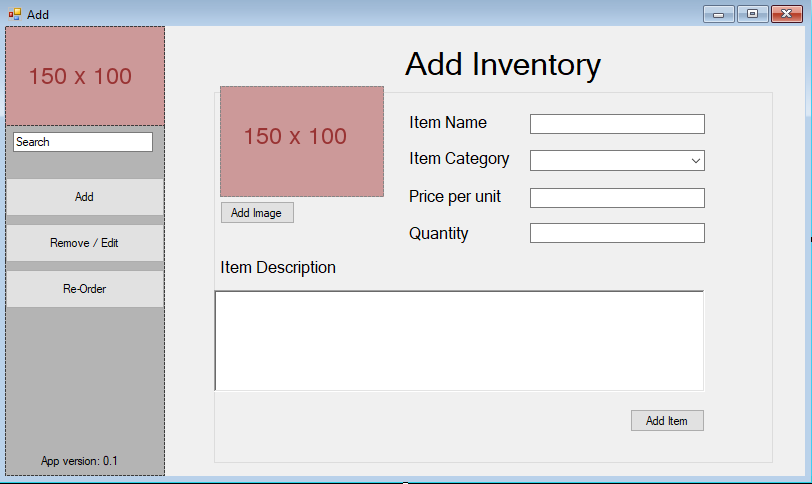 Add
150 x 100
Search
Add
Remove / Edit
Re-Order
App version: 0.1
Add Inventory
150 x 100
Add Image
Item Name
Item Category
Price per unit
Quantity
Item Description
Add Item